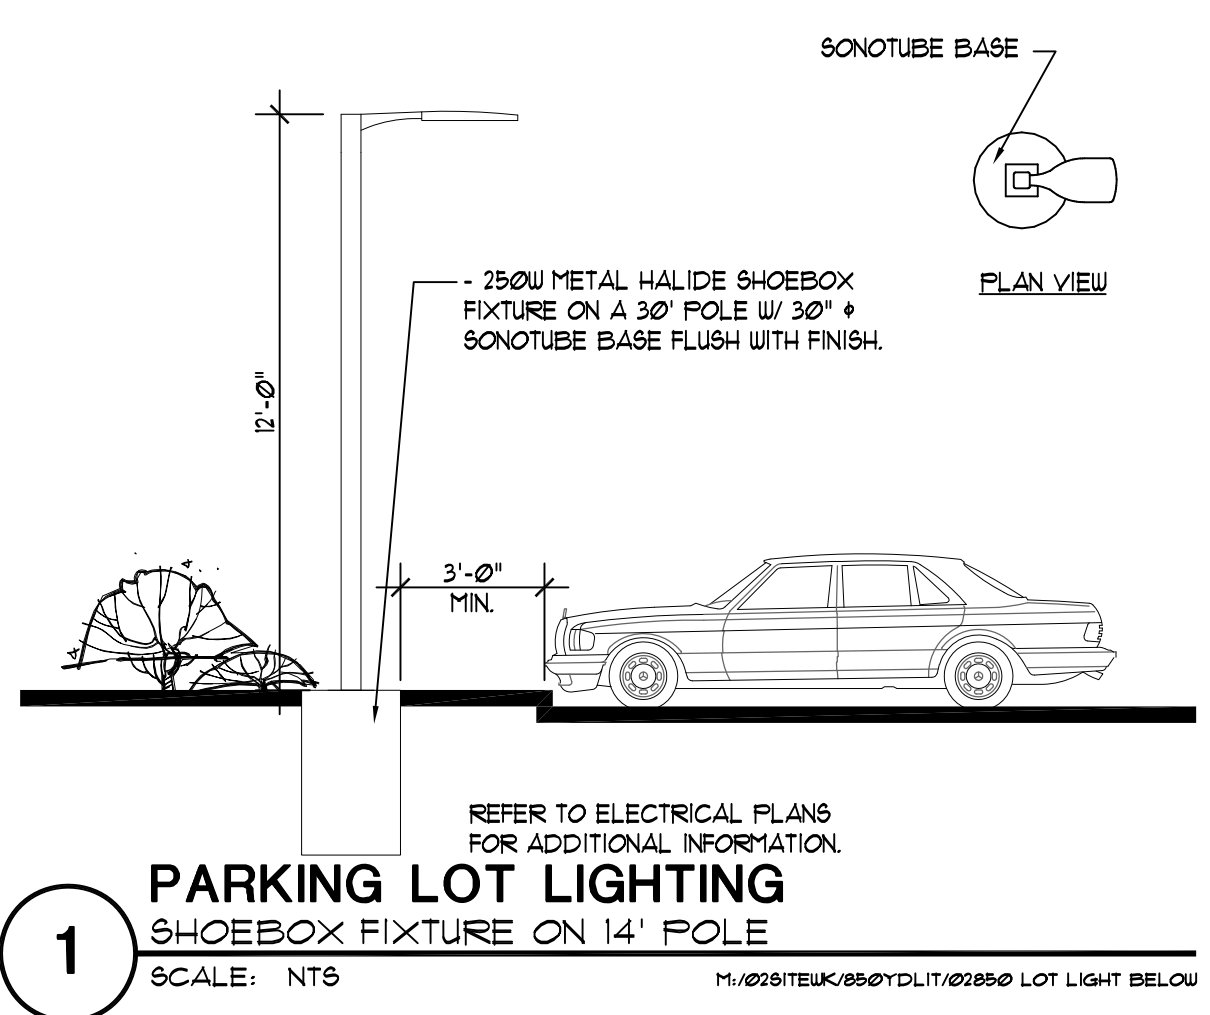 SONOTUBE BASE
- 250W METAL HALIDE SHOEBOX
FIXTURE ON A 30' POLE W/ 30" ϕ
SONOTUBE BASE FLUSH WITH FINISH.
PLAN VIEW
12'-0"
3'-0"
MIN.
REFER TO ELECTRICAL PLANS
FOR ADDITIONAL INFORMATION.
PARKING LOT LIGHTING
1
SHOEBOX FIXTURE ON 14' POLE
SCALE: NTS
M:/02SITEWK/850YDLIT/02850 LOT LIGHT BELOW